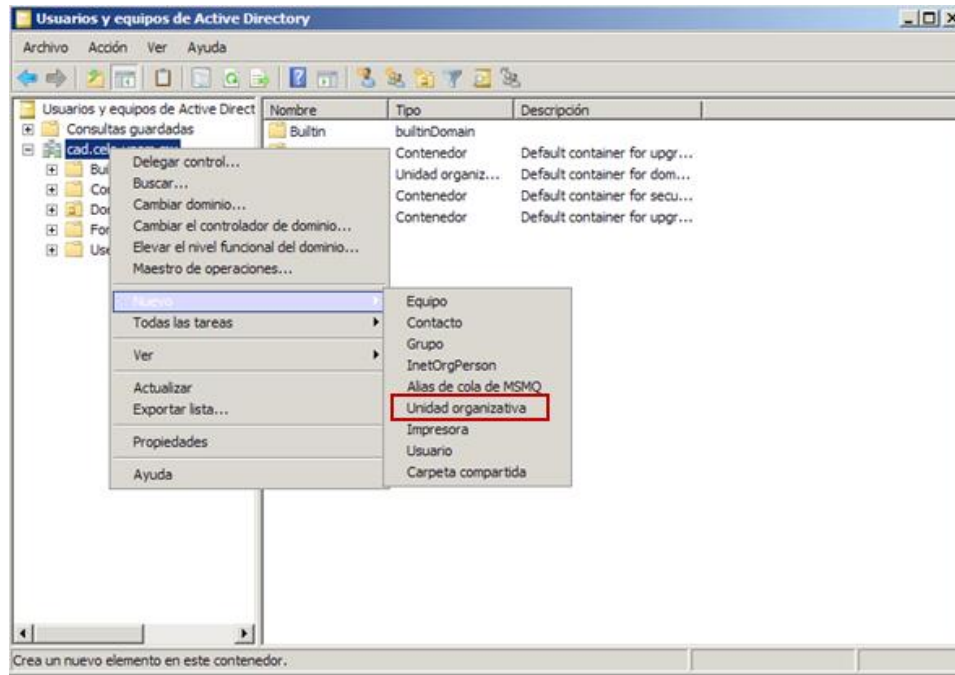 Usuarios y equipos de Active Directory
Archivo Acción Ver Ayuda
Usuarios y equipos de Active Direct
Nombre Tipo Descripción
Consultas guardadas
Builtin builtinDomain
Contenedor Default container for upgr...
Unidad organiz... Default container for dom...
Contenedor Default container for secu...
Contenedor Default container for upgr...
Delegar control...
Buscar...
Cambiar dominio...
Cambiar el controlador de dominio...
Elevar el nivel funcional del dominio...
Maestro de operaciones...
Nuevo
Todas las tareas
Ver
Actualizar
Exportar lista...
Propiedades
Ayuda
Equipo
Contacto
Grupo
InetOrgPerson
Alias de cola de MSMQ
Unidad organizativa
Impresora
Usuario
Carpeta compartida
Crea un nuevo elemento en este contenedor.